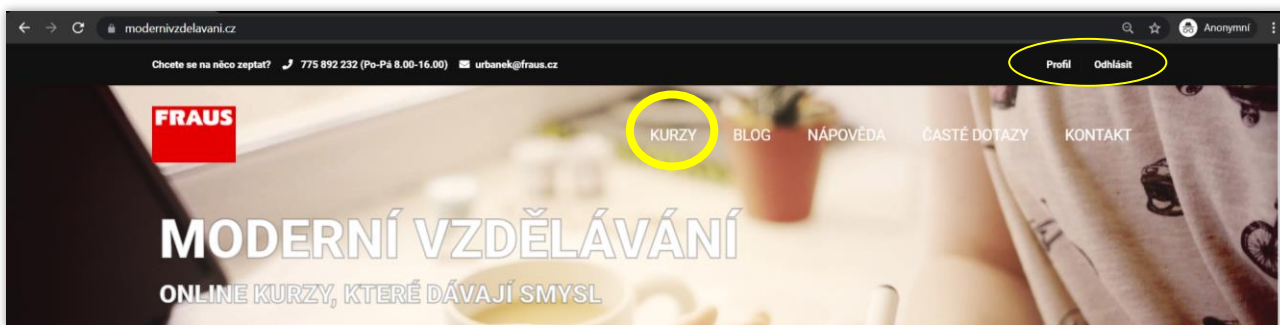 modernivzdelavani.cz Anonymní
Chcete se na něco zeptat? 775 892 232 (Po-Pá 8.00-16.00) urbanek@fraus.cz Profil Odhlásit
FRAUS
KURZY BLOG NÁPOVĚDA ČASTÉ DOTAZY KONTAKT
MODERNÍ VZDĚLÁVÁNÍ
ONLINE KURZY, KTERÉ DÁVAJÍ SMYSL